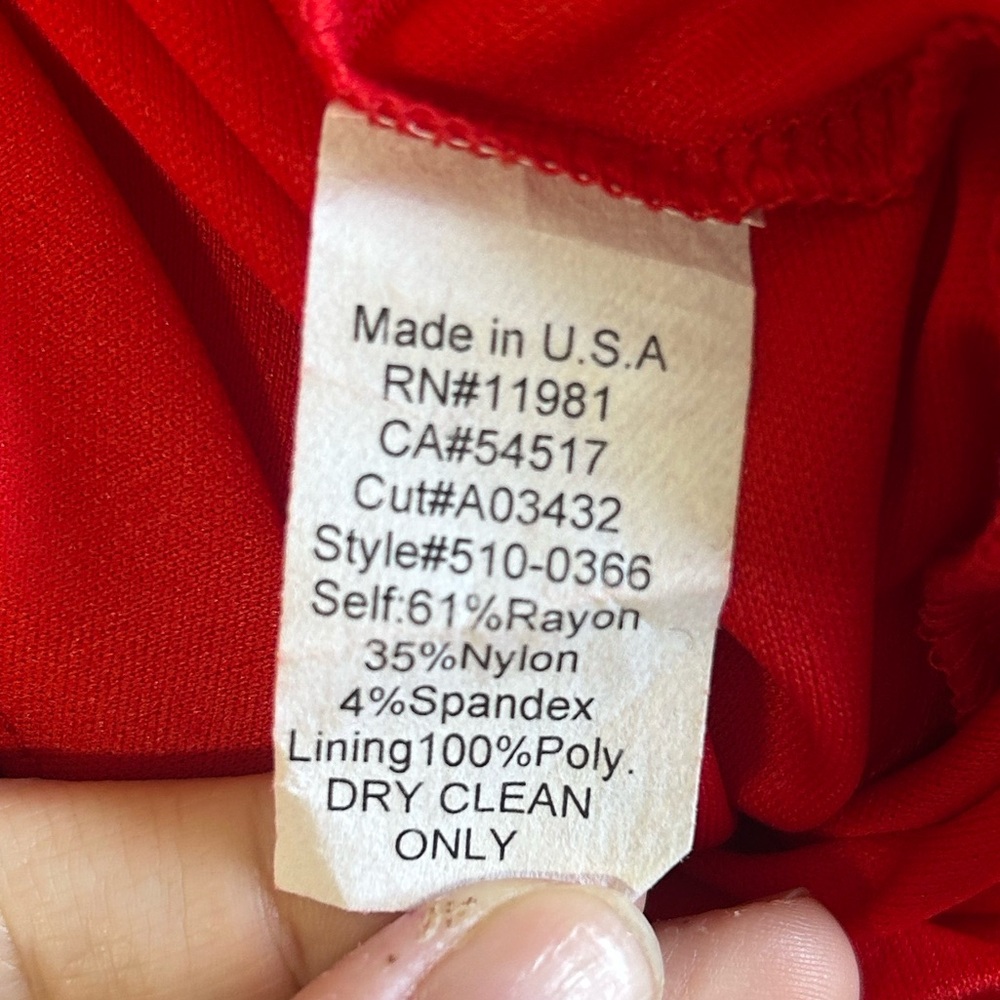 Made in U.S.A
RN#11981
CA#54517
Cut#A03432
Style#510-0366
Self:61%Rayon
35%Nylon
4%Spandex
Lining100%Poly.
DRY CLEAN
ONLY